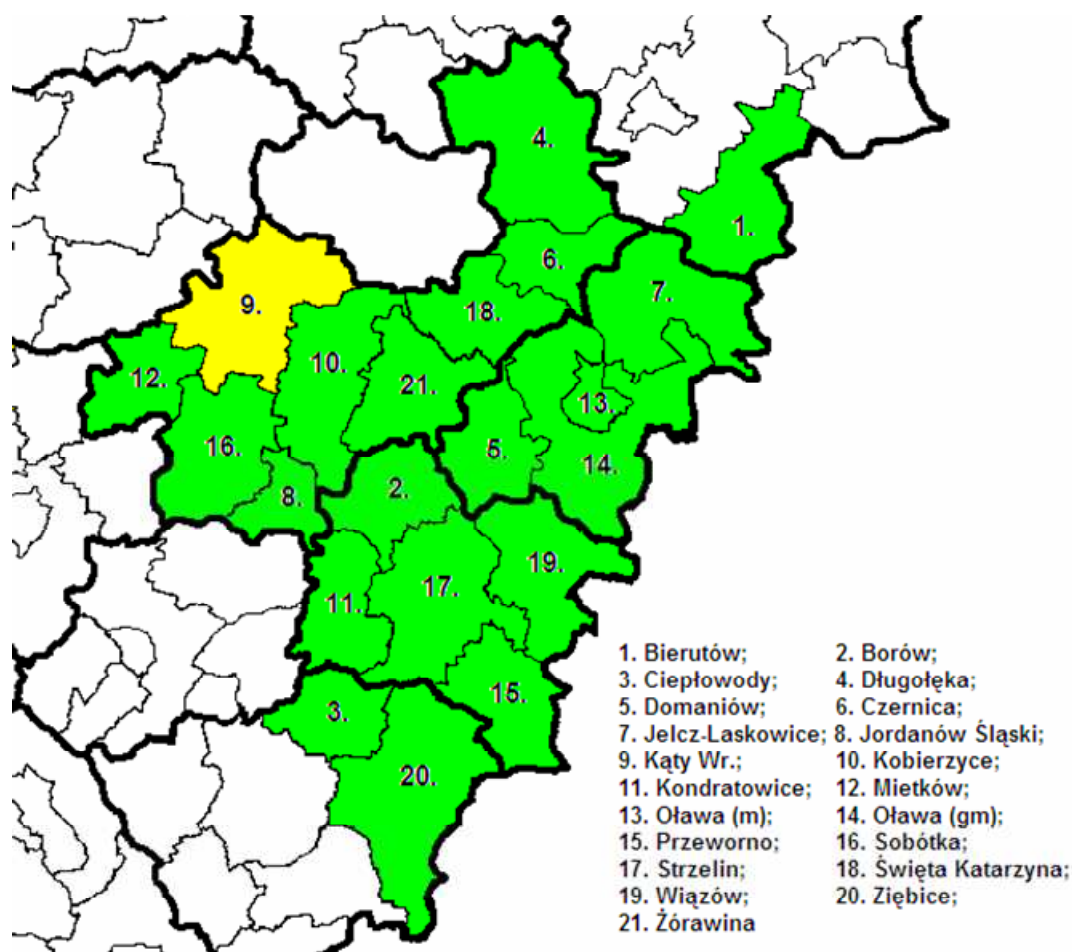 4.
1.
6.
7.
9.
18.
10.
12.
21.
13.
16.
5.
14.
2.
8.
19.
17.
11.
15.
3.
20.
1. Bierutów; 2. Borów;
3. Ciepłowody; 4. Długołęka;
5. Domaniów; 6. Czernica;
7. Jelcz-Laskowice; 8. Jordanów Śląski;
9. Kąty Wr.; 10. Kobierzyce;
11. Kondratowice; 12. Mietków;
13. Oława (m); 14. Oława (gm);
15. Przeworno; 16. Sobótka;
17. Strzelin; 18. Święta Katarzyna;
19. Wiązów; 20. Ziębice;
21. Żórawina